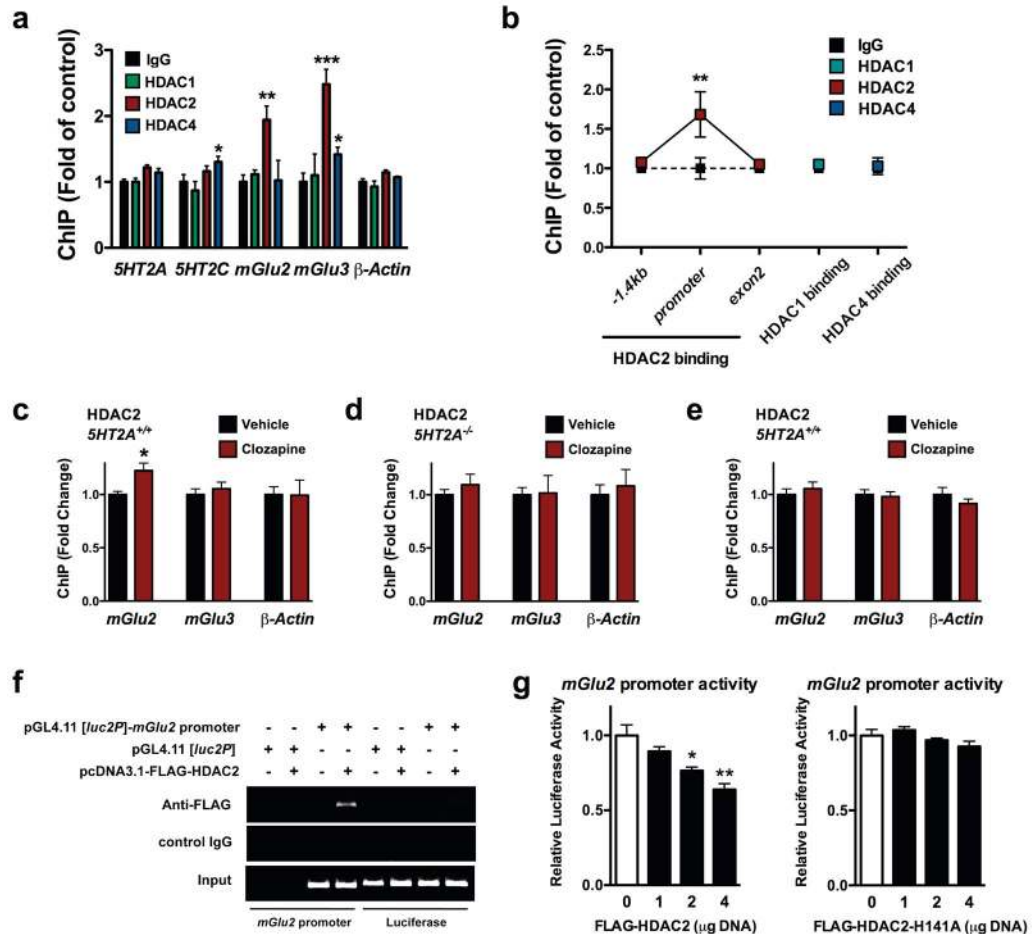 a
ChIP (Fold of control)
3
2
1
0
IgG
HDAC1
HDAC2
HDAC4
*
**
***
*
5HT2A 5HT2C mGlu2 mGlu3 β-Actin
b
ChIP (Fold of control)
2.5
2.0
1.5
1.0
0.5
0.0
**
IgG
HDAC1
HDAC2
HDAC4
-1.4kb
promoter
exon2
HDAC1 binding
HDAC4 binding
HDAC2 binding
c
HDAC2
5HT2A+/+
Vehicle
Clozapine
*
ChIP (Fold Change)
1.0
0.5
0.0
mGlu2 mGlu3 β-Actin
d
HDAC2
5HT2A-/-
Vehicle
Clozapine
ChIP (Fold Change)
1.0
0.5
0.0
mGlu2 mGlu3 β-Actin
e
HDAC2
5HT2A+/+
Vehicle
Clozapine
ChIP (Fold Change)
1.0
0.5
0.0
mGlu2 mGlu3 β-Actin
f
pGL4.11 [luc2P]-mGlu2 promoter - - + + - - + +
pGL4.11 [luc2P] + + - - + + - -
pcDNA3.1-FLAG-HDAC2 - + - + - + - +
Anti-FLAG
control IgG
Input
mGlu2 promoter Luciferase
g
mGlu2 promoter activity
Relative Luciferase Activity
1.0
0.5
0.0
*
**
0 1 2 4
FLAG-HDAC2 (μg DNA)
mGlu2 promoter activity
Relative Luciferase Activity
1.0
0.5
0.0
0 1 2 4
FLAG-HDAC2-H141A (μg DNA)